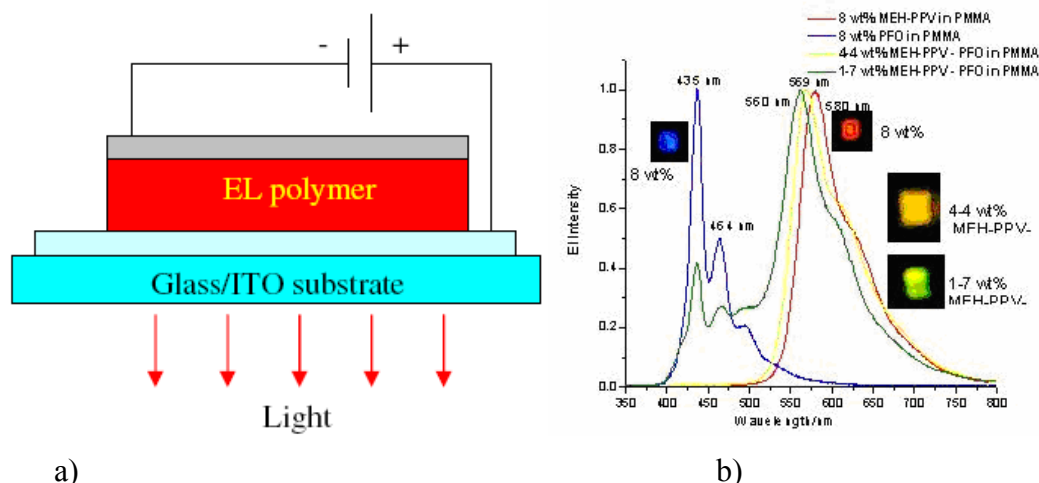 - +
EL polymer
Glass/ITO substrate
Light
a)
8 wt% MEH-PPV in PMMA
8 wt% PFO in PMMA
4-4 wt% MEH-PPV - PFO in PMMA
1-7 wt% MEH-PPV - PFO in PMMA
435 nm
569 nm
560 nm
580 nm
464 nm
8 wt%
8 wt%
4-4 wt%
MEH-PPV-
1-7 wt%
MEH-PPV-
El Intensity
1.0
0.8
0.6
0.4
0.2
0.0
350 400 450 500 550 600 650 700 750 800
Wavelength/nm
b)